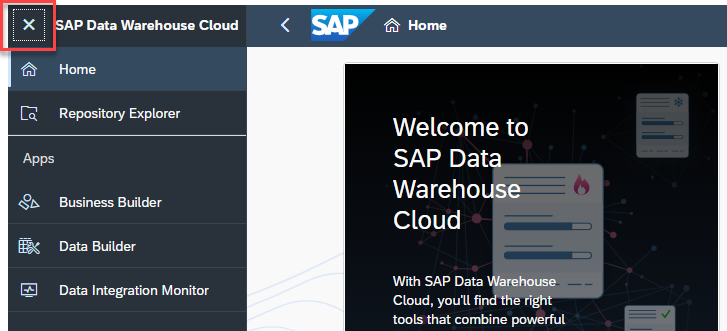 SAP Data Warehouse Cloud
Home
Repository Explorer
Apps
Business Builder
Data Builder
Data Integration Monitor
SAP
Home
Welcome to
SAP Data
Warehouse
Cloud
With SAP Data Warehouse
Cloud, you'll find the right
tools that combine powerful